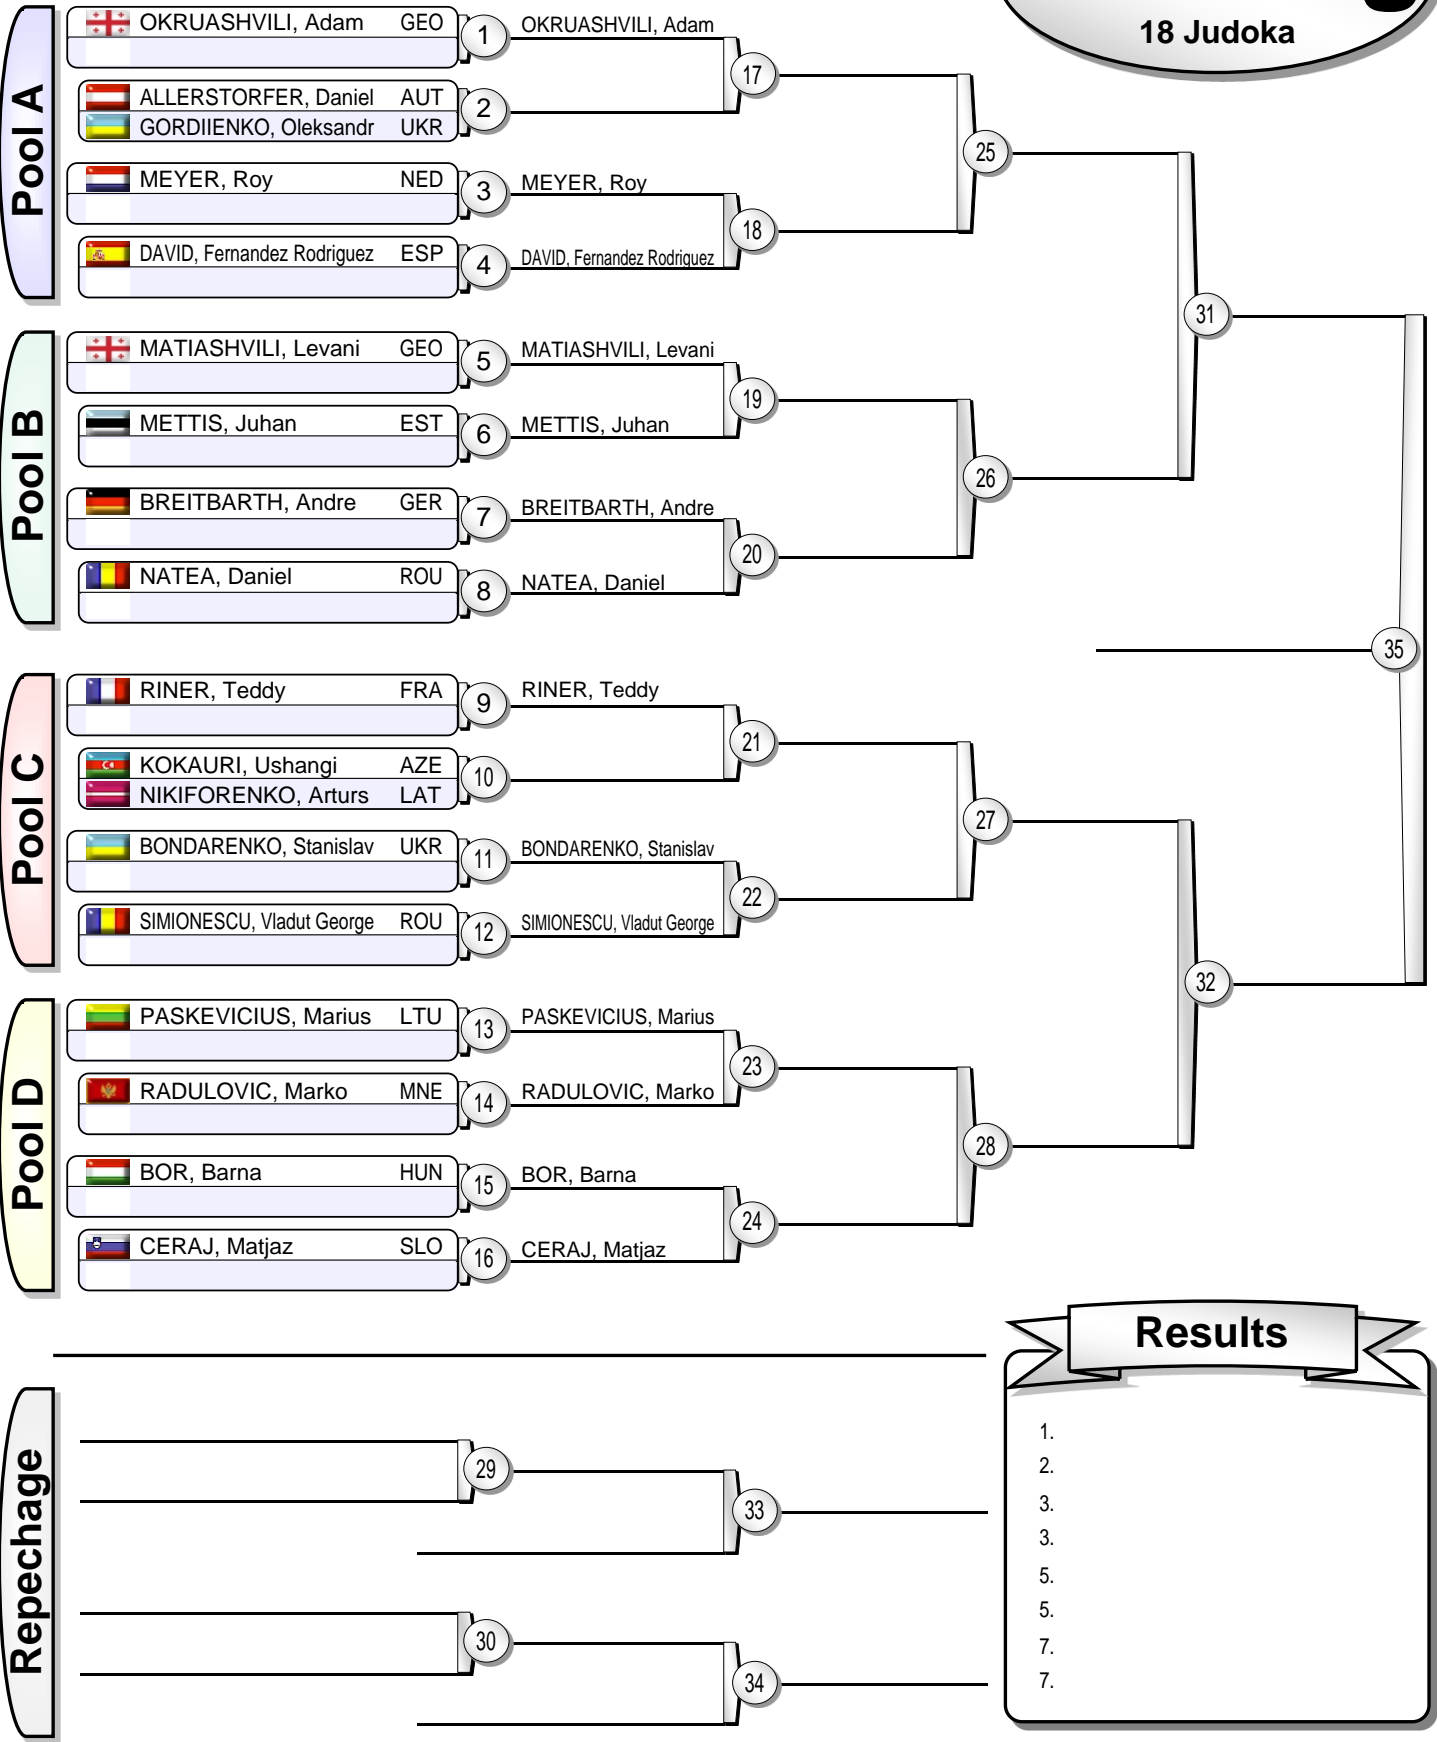 18 Judoka
Pool A
OKRUASHVILI, Adam GEO 1 OKRUASHVILI, Adam
17
ALLERSTORFER, Daniel AUT 2
GORDIIENKO, Oleksandr UKR
25
MEYER, Roy NED 3 MEYER, Roy
18
DAVID, Fernandez Rodriguez ESP 4 DAVID, Fernandez Rodriguez
31
Pool B
MATIASHVILI, Levani GEO 5 MATIASHVILI, Levani
19
METTIS, Juhan EST 6 METTIS, Juhan
26
BREITBARTH, Andre GER 7 BREITBARTH, Andre
20
NATEA, Daniel ROU 8 NATEA, Daniel
35
Pool C
RINER, Teddy FRA 9 RINER, Teddy
21
KOKAURI, Ushangi AZE 10
NIKIFORENKO, Arturs LAT
27
BONDARENKO, Stanislav UKR 11 BONDARENKO, Stanislav
22
SIMIONESCU, Vladut George ROU 12 SIMIONESCU, Vladut George
32
Pool D
PASKEVICIUS, Marius LTU 13 PASKEVICIUS, Marius
23
RADULOVIC, Marko MNE 14 RADULOVIC, Marko
28
BOR, Barna HUN 15 BOR, Barna
24
CERAJ, Matjaz SLO 16 CERAJ, Matjaz
Repechage
29
33
30
34
Results
1.
2.
3.
3.
5.
5.
7.
7.